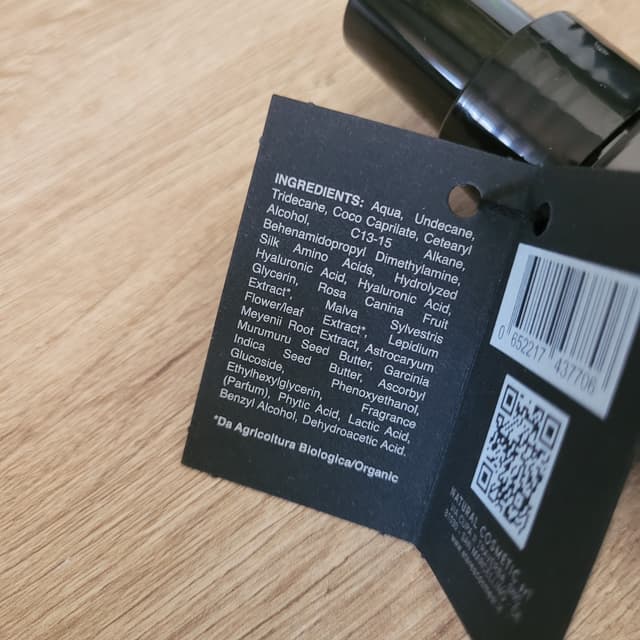 INGREDIENTS: Aqua, Undecane,
Tridecane, Coco Caprilate, Cetearyl
Alcohol, C13-15 Alkane,
Behenamidopropyl Dimethylamine,
Silk Amino Acids, Hydrolyzed
Hyaluronic Acid, Hyaluronic Acid,
Glycerin, Rosa Canina Fruit
Extract*, Malva Sylvestris
Flower/leaf Extract*, Lepidium
Meyenii Root Extract, Astrocaryum
Murumuru Seed Butter, Garcinia
Indica Seed Butter, Ascorbyl
Glucoside, Phenoxyethanol,
Ethylhexylglycerin, Fragrance
(Parfum), Phytic Acid, Lactic Acid,
Benzyl Alcohol, Dehydroacetic Acid.
*Da Agricoltura Biologica/Organic
0 652217 437706
NATURAL COSMETIC